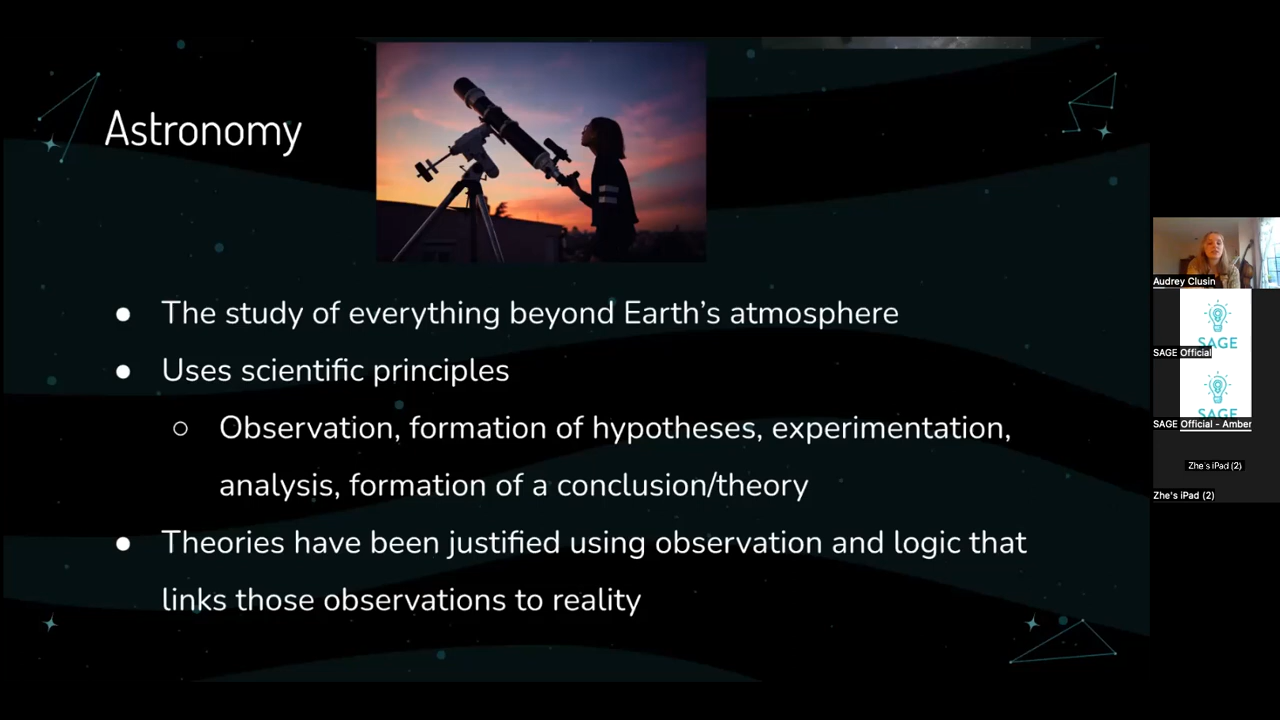 Astronomy
● The study of everything beyond Earth’s atmosphere
● Uses scientific principles
○ Observation, formation of hypotheses, experimentation,
analysis, formation of a conclusion/theory
● Theories have been justified using observation and logic that
links those observations to reality
Audrey Clusin
SAGE
SAGE Official
SAGE
SAGE Official - Amber
Zhe's iPad (2)
Zhe's iPad (2)